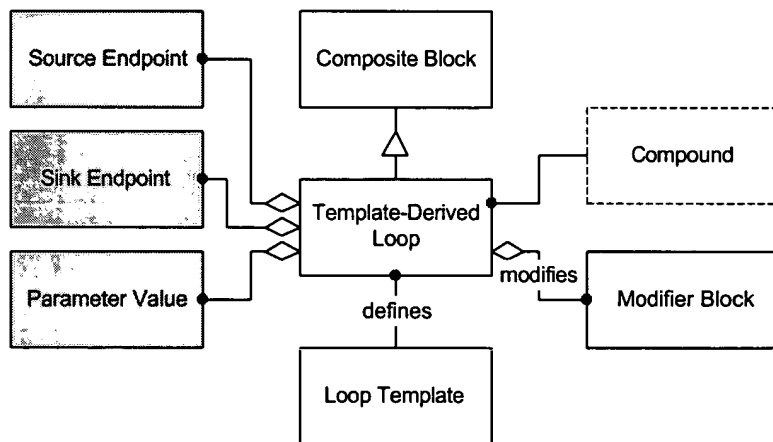 Source Endpoint
Composite Block
Sink Endpoint
Template-Derived
Loop
Compound
Parameter Value
modifies
Modifier Block
defines
Loop Template